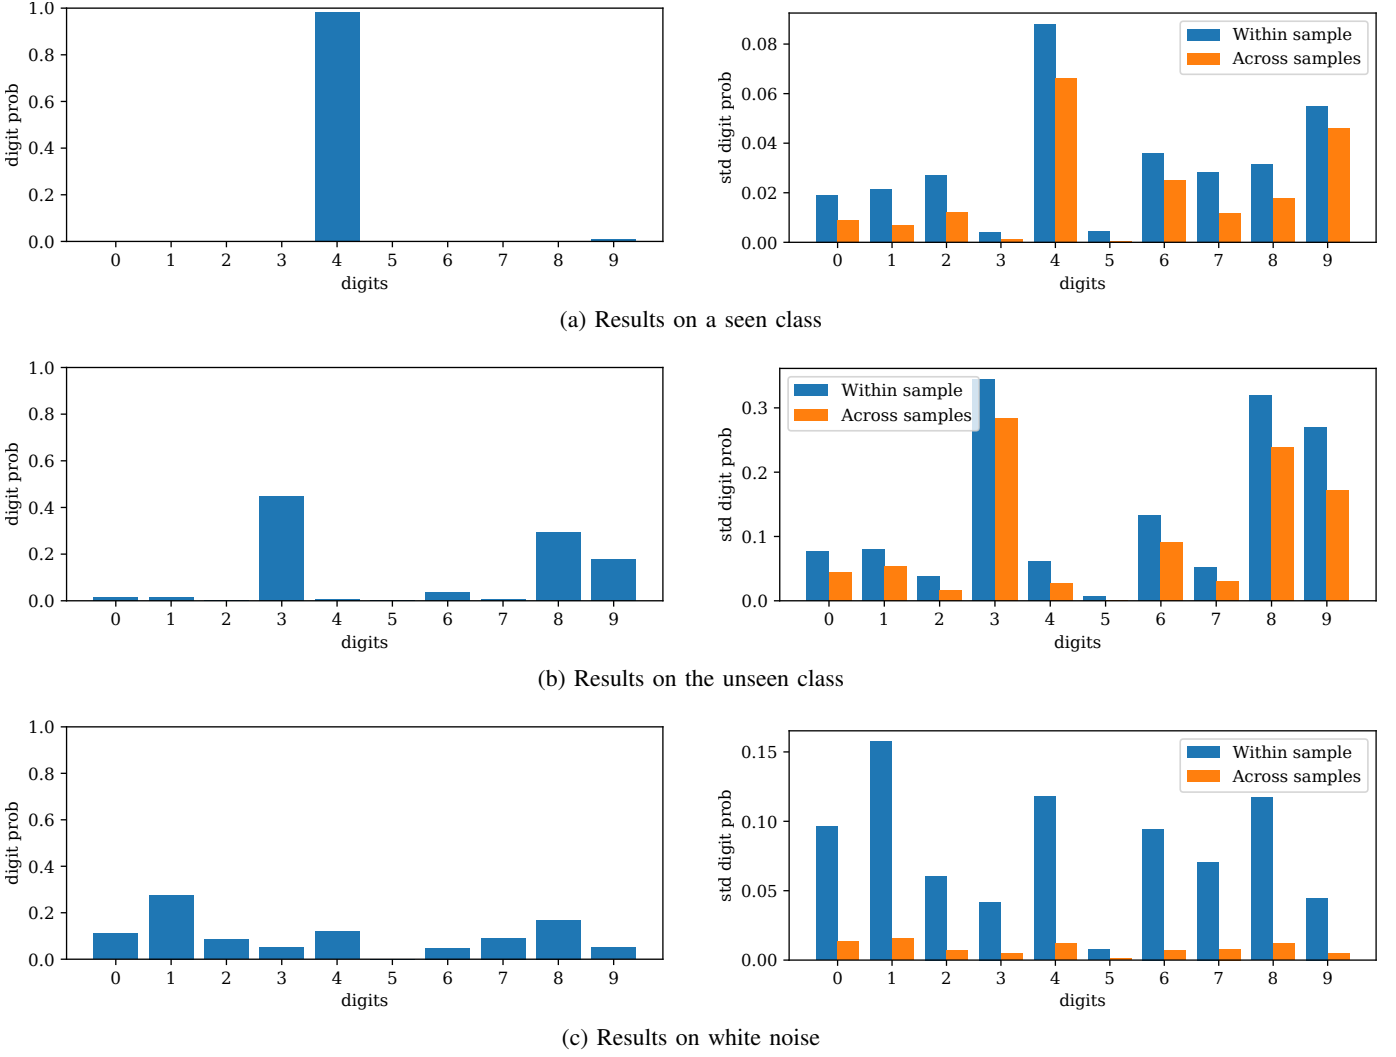 1.0
0.8
0.6
0.4
0.2
0.0
digit prob
0 1 2 3 4 5 6 7 8 9
digits
0.08
0.06
0.04
0.02
0.00
std digit prob
Within sample
Across samples
0 1 2 3 4 5 6 7 8 9
digits
(a) Results on a seen class
1.0
0.8
0.6
0.4
0.2
0.0
digit prob
0 1 2 3 4 5 6 7 8 9
digits
0.3
0.2
0.1
0.0
std digit prob
Within sample
Across samples
0 1 2 3 4 5 6 7 8 9
digits
(b) Results on the unseen class
1.0
0.8
0.6
0.4
0.2
0.0
digit prob
0 1 2 3 4 5 6 7 8 9
digits
0.15
0.10
0.05
0.00
std digit prob
Within sample
Across samples
0 1 2 3 4 5 6 7 8 9
digits
(c) Results on white noise